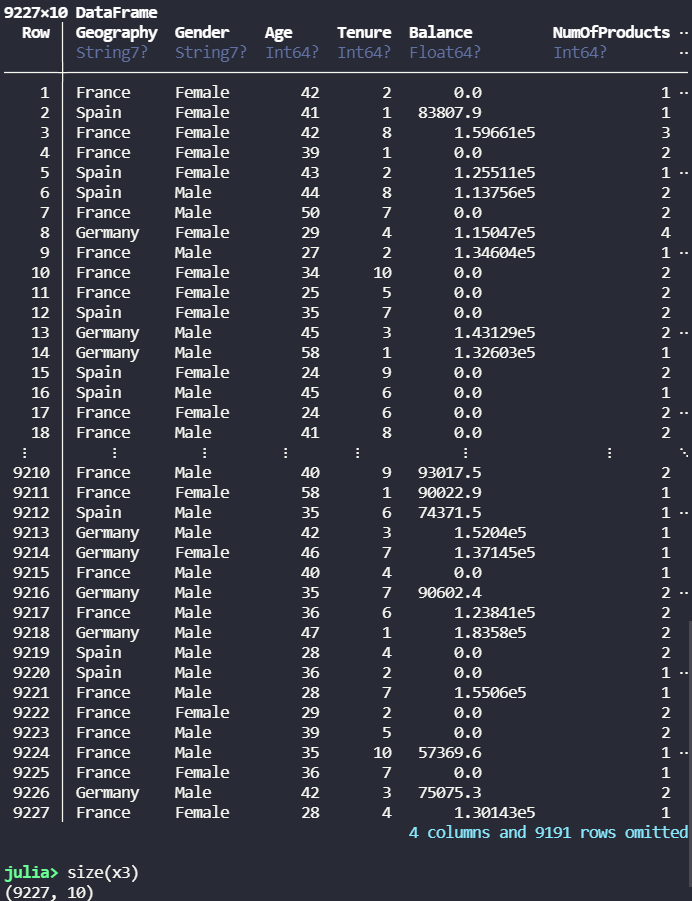 9227×10 DataFrame
Row │ Geography Gender Age Tenure Balance NumOfProducts ⋯
│ String7? String7? Int64? Int64? Float64? Int64? ⋯
1 │ France Female 42 2 0.0 1 ⋯
2 │ Spain Female 41 1 83807.9 1
3 │ France Female 42 8 1.59661e5 3
4 │ France Female 39 1 0.0 2
5 │ Spain Female 43 2 1.25511e5 1 ⋯
6 │ Spain Male 44 8 1.13756e5 2
7 │ France Male 50 7 0.0 2
8 │ Germany Female 29 4 1.15047e5 4
9 │ France Male 27 2 1.34604e5 1 ⋯
10 │ France Female 34 10 0.0 2
11 │ France Female 25 5 0.0 2
12 │ Spain Female 35 7 0.0 2
13 │ Germany Male 45 3 1.43129e5 2 ⋯
14 │ Germany Male 58 1 1.32603e5 1
15 │ Spain Female 24 9 0.0 2
16 │ Spain Male 45 6 0.0 1
17 │ France Female 24 6 0.0 2 ⋯
18 │ France Male 41 8 0.0 2
⋮ │ ⋮ ⋮ ⋮ ⋮ ⋮ ⋮ ⋱
9210 │ France Male 40 9 93017.5 2
9211 │ France Female 58 1 90022.9 1
9212 │ Spain Male 35 6 74371.5 1 ⋯
9213 │ Germany Male 42 3 1.5204e5 1
9214 │ Germany Female 46 7 1.37145e5 1
9215 │ France Male 40 4 0.0 1
9216 │ Germany Male 35 7 90602.4 2 ⋯
9217 │ France Male 36 6 1.23841e5 2
9218 │ Germany Male 47 1 1.8358e5 2
9219 │ Spain Male 28 4 0.0 2
9220 │ Spain Male 36 2 0.0 1 ⋯
9221 │ France Male 28 7 1.5506e5 1
9222 │ France Female 29 2 0.0 2
9223 │ France Male 39 5 0.0 2
9224 │ France Male 35 10 57369.6 1 ⋯
9225 │ France Female 36 7 0.0 1
9226 │ Germany Male 42 3 75075.3 2
9227 │ France Female 28 4 1.30143e5 1
4 columns and 9191 rows omitted
julia> size(x3)
(9227, 10)